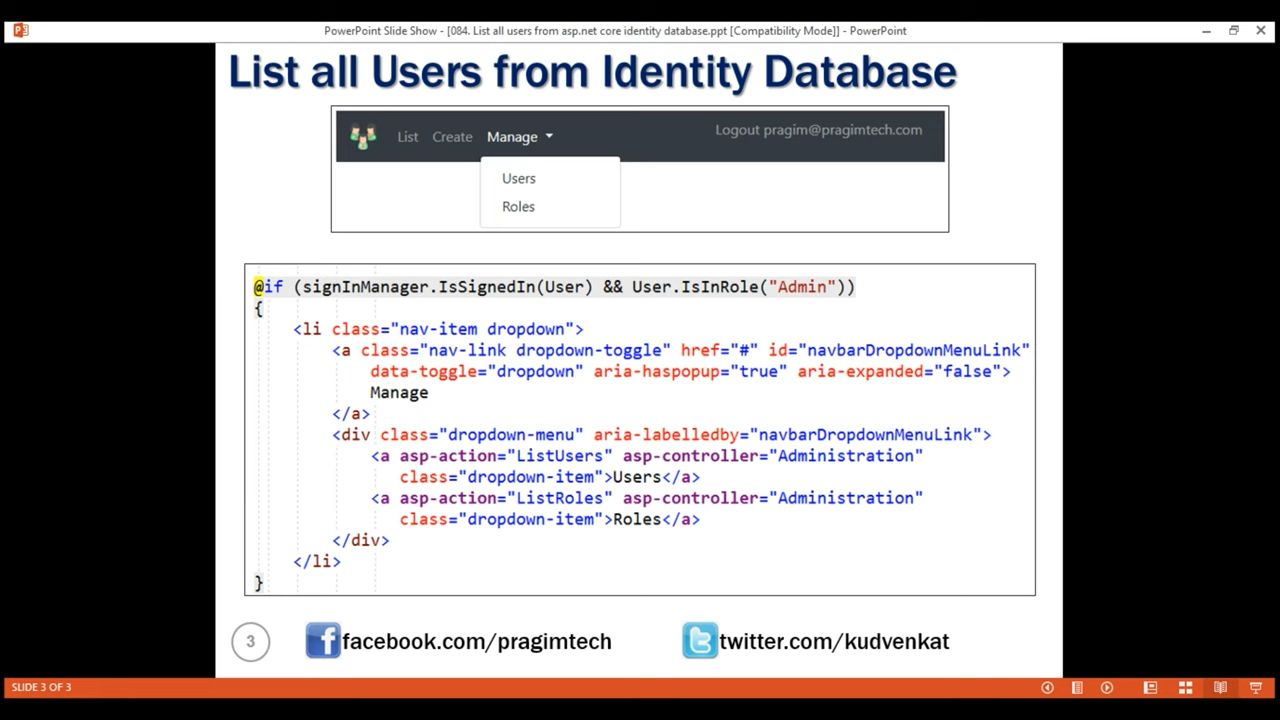 PowerPoint Slide Show - [084. List all users from asp.net core identity database.ppt [Compatibility Mode]] - PowerPoint
List all Users from Identity Database
List Create Manage Logout pragim@pragimtech.com
Users
Roles
@if (signInManager.IsSignedIn(User) && User.IsInRole("Admin"))
{
<li class="nav-item dropdown">
<a class="nav-link dropdown-toggle" href="#" id="navbarDropdownMenuLink"
data-toggle="dropdown" aria-haspopup="true" aria-expanded="false">
Manage
</a>
<div class="dropdown-menu" aria-labelledby="navbarDropdownMenuLink">
<a asp-action="ListUsers" asp-controller="Administration"
class="dropdown-item">Users</a>
<a asp-action="ListRoles" asp-controller="Administration"
class="dropdown-item">Roles</a>
</div>
</li>
}
3 facebook.com/pragimtech twitter.com/kudvenkat
SLIDE 3 OF 3